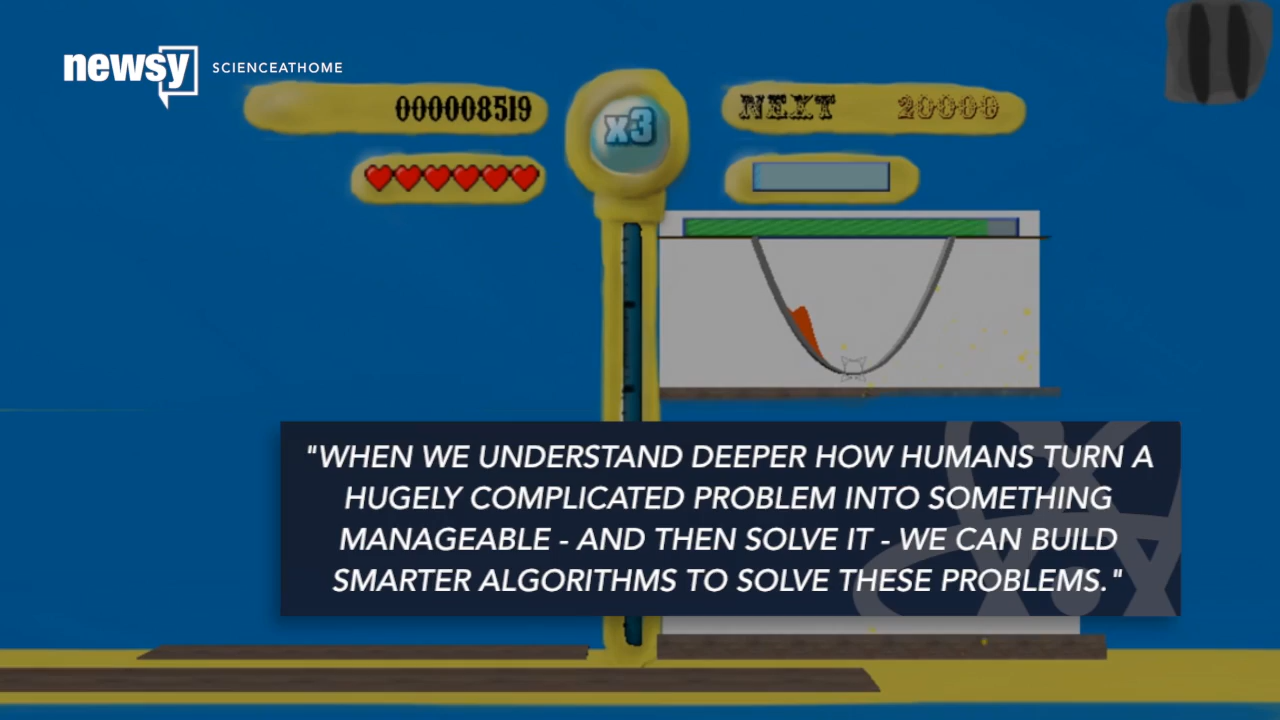 newsy SCIENCEATHOME
000008519
x3
NEXT 20000
"WHEN WE UNDERSTAND DEEPER HOW HUMANS TURN A
HUGELY COMPLICATED PROBLEM INTO SOMETHING
MANAGEABLE - AND THEN SOLVE IT - WE CAN BUILD
SMARTER ALGORITHMS TO SOLVE THESE PROBLEMS."